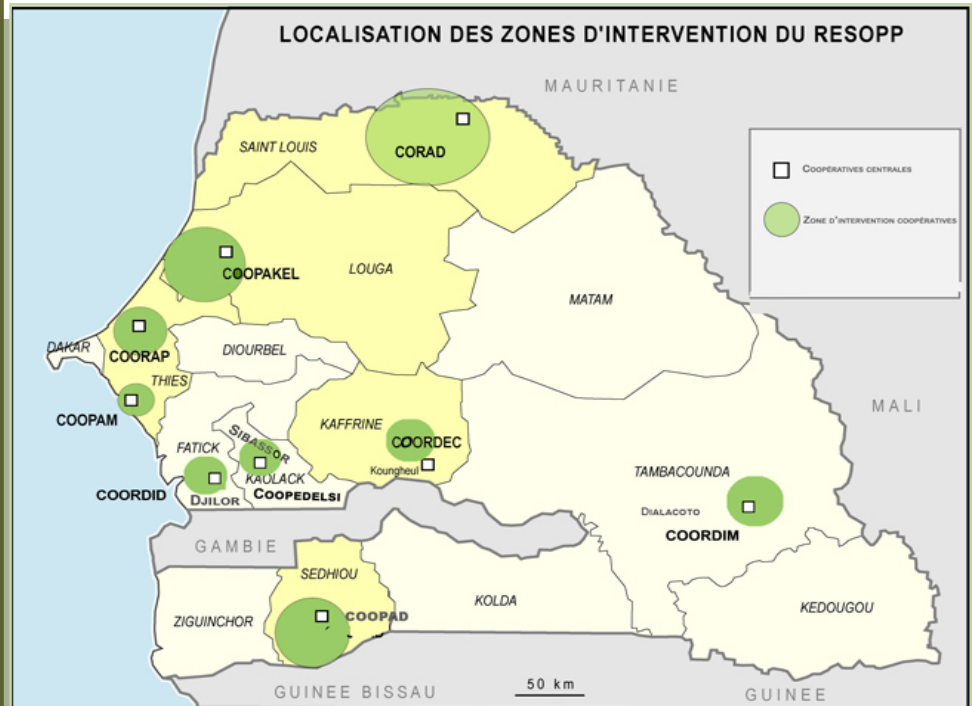 LOCALISATION DES ZONES D'INTERVENTION DU RESOPP
MAURITANIE
SAINT LOUIS
CORAD
COOPÉRATIVES CENTRALES
ZONE D'INTERVENTION COOPÉRATIVES
COOPAKEL
LOUGA
MATAM
DAKAR
COORAP
DIOURBEL
THIES
COOPAM
MALI
KAFFRINE
COORDEC
Koungheul
FATICK
SIBASSOR
KAOLACK
COORDID
DJILOR
COOPEDELSI
TAMBACOUNDA
DIALACOTO
COORDIM
GAMBIE
SEDHIOU
COOPAD
ZIGUINCHOR
KOLDA
KEDOUGOU
GUINEE BISSAU
50 km
GUINEE